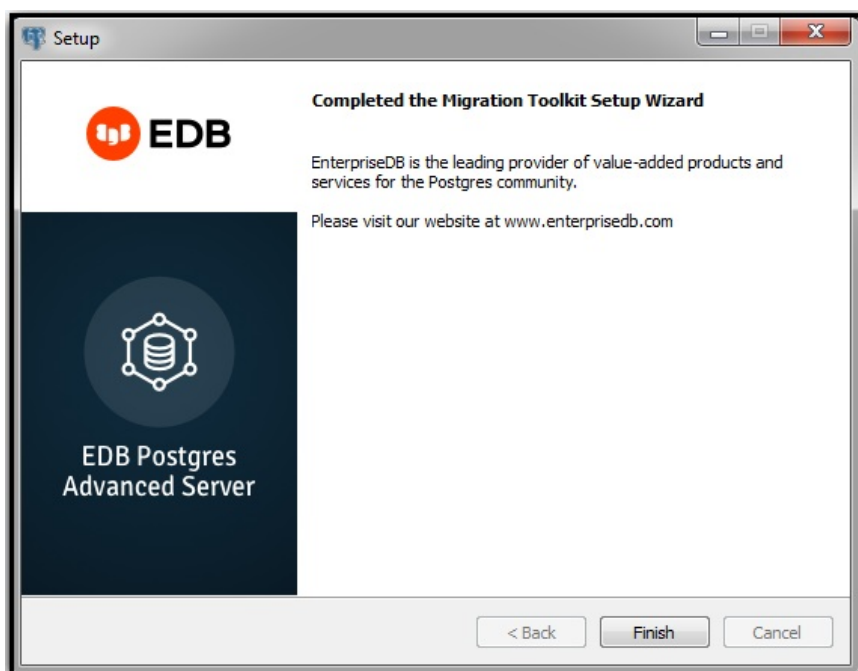 Setup
EDB
Completed the Migration Toolkit Setup Wizard
EnterpriseDB is the leading provider of value-added products and
services for the Postgres community.
Please visit our website at www.enterprisedb.com
EDB Postgres
Advanced Server
< Back
Finish
Cancel